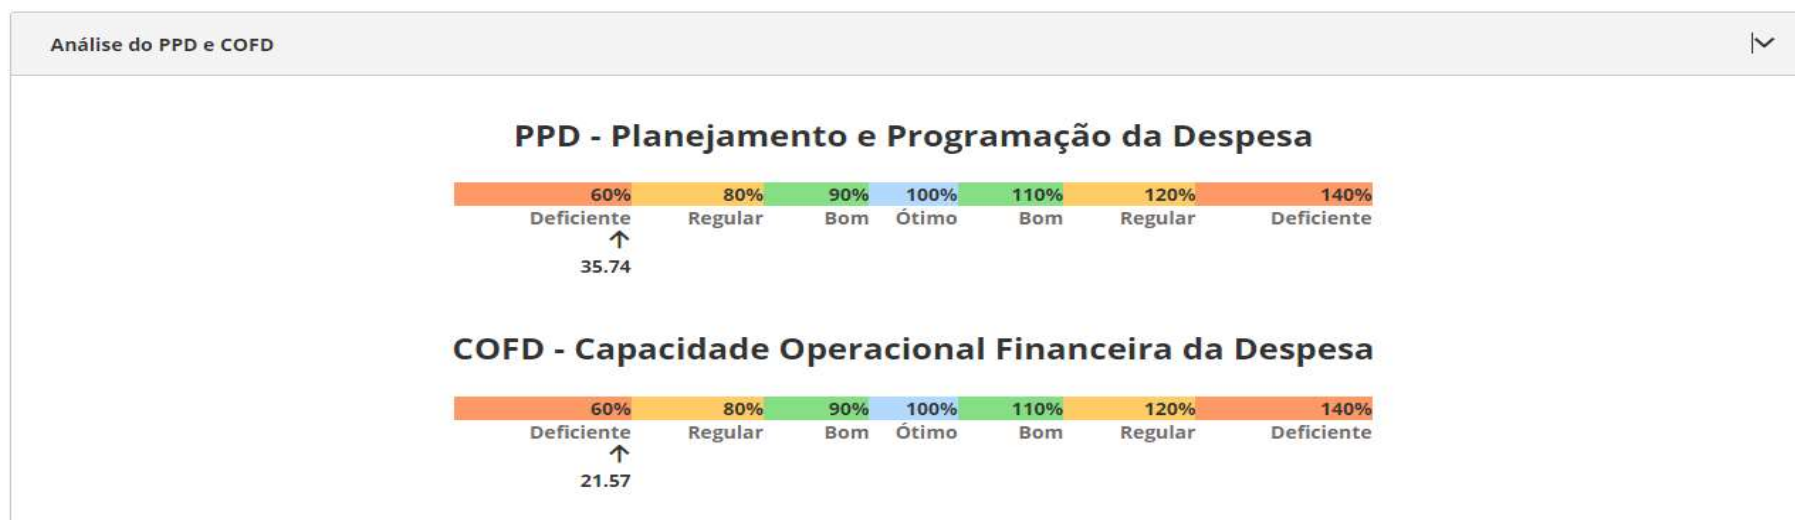 Análise do PPD e COFD
PPD - Planejamento e Programação da Despesa
60% 80% 90% 100% 110% 120% 140%
Deficiente Regular Bom Ótimo Bom Regular Deficiente
35.74
COFD - Capacidade Operacional Financeira da Despesa
60% 80% 90% 100% 110% 120% 140%
Deficiente Regular Bom Ótimo Bom Regular Deficiente
21.57